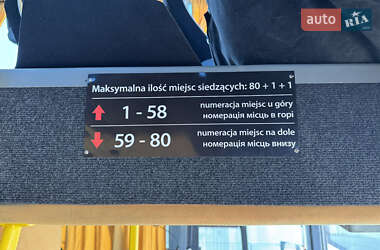 auto RIA
Maksymalna ilość miejsc siedzących: 80 + 1 + 1
1 - 58
numeracja miejsc u góry
номерація місць в горі
59 - 80
numeracja miejsc na dole
номерація місць внизу